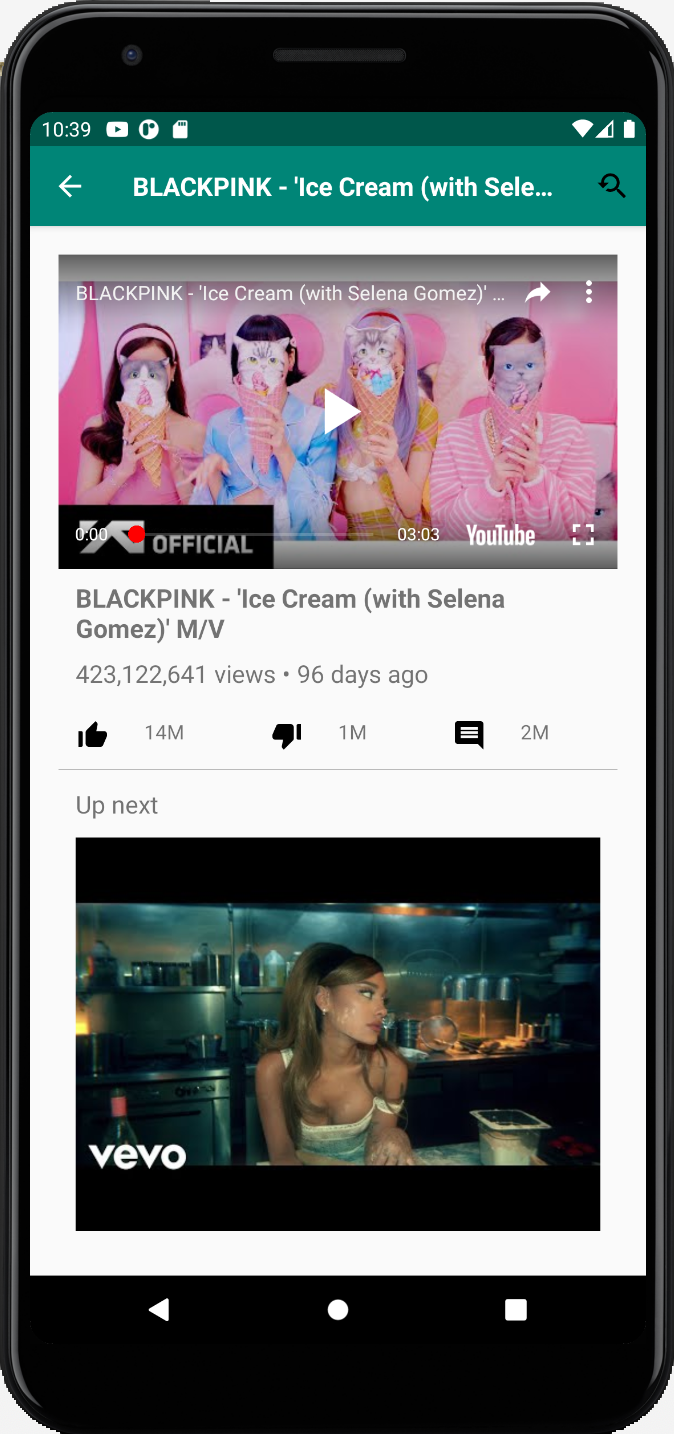 10:39
BLACKPINK - 'Ice Cream (with Sele...
BLACKPINK - 'Ice Cream (with Selena Gomez)' ...
0:00
03:03
YouTube
YG OFFICIAL
BLACKPINK - 'Ice Cream (with Selena
Gomez)' M/V
423,122,641 views • 96 days ago
14M
1M
2M
Up next
vevo